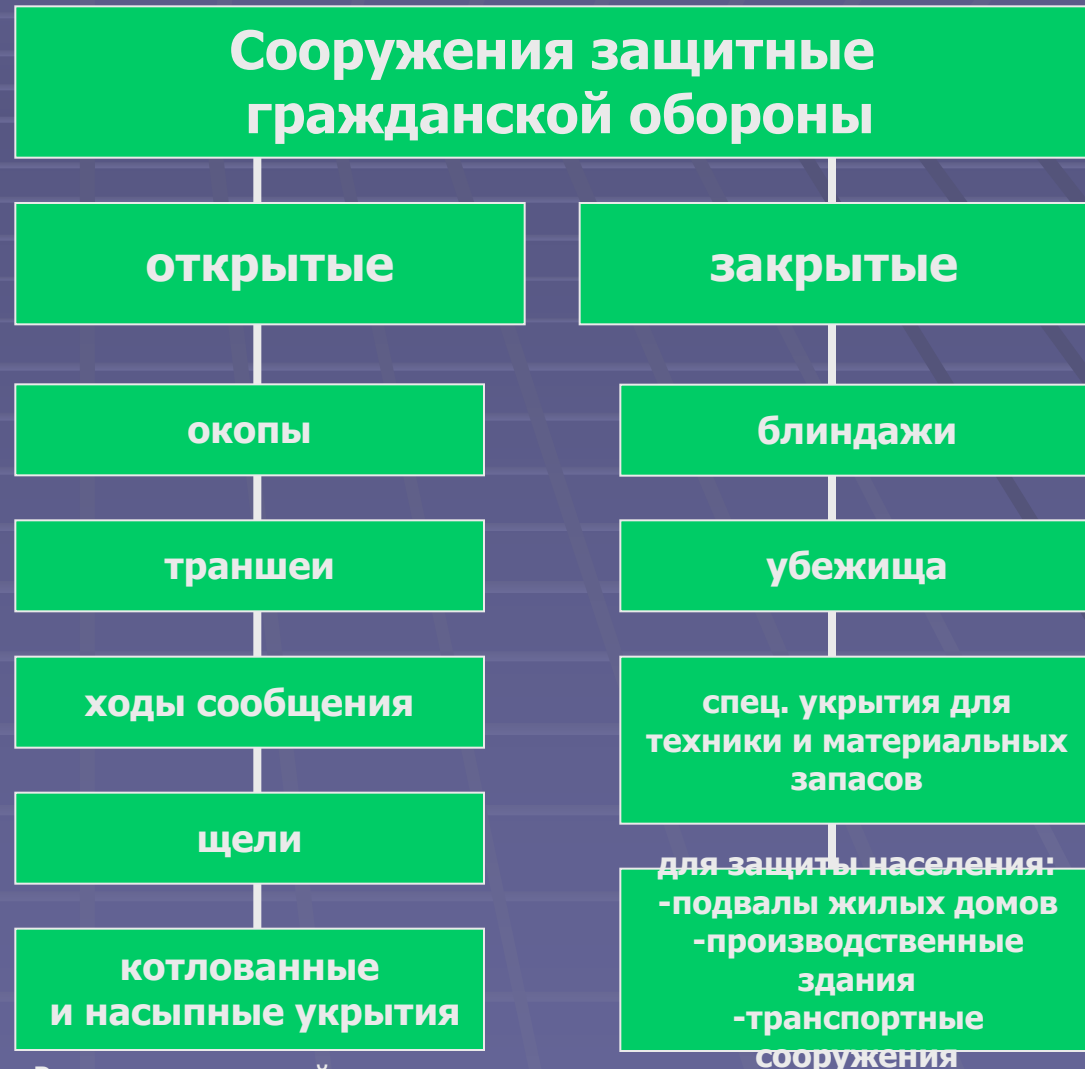 Сооружения защитные
гражданской обороны
открытые
закрытые
окопы
блиндажи
траншеи
убежища
ходы сообщения
спец. укрытия для
техники и материальных
запасов
щели
для защиты населения:
-подвалы жилых домов
-производственные
здания
-транспортные
сооружения
котлованные
и насыпные укрытия